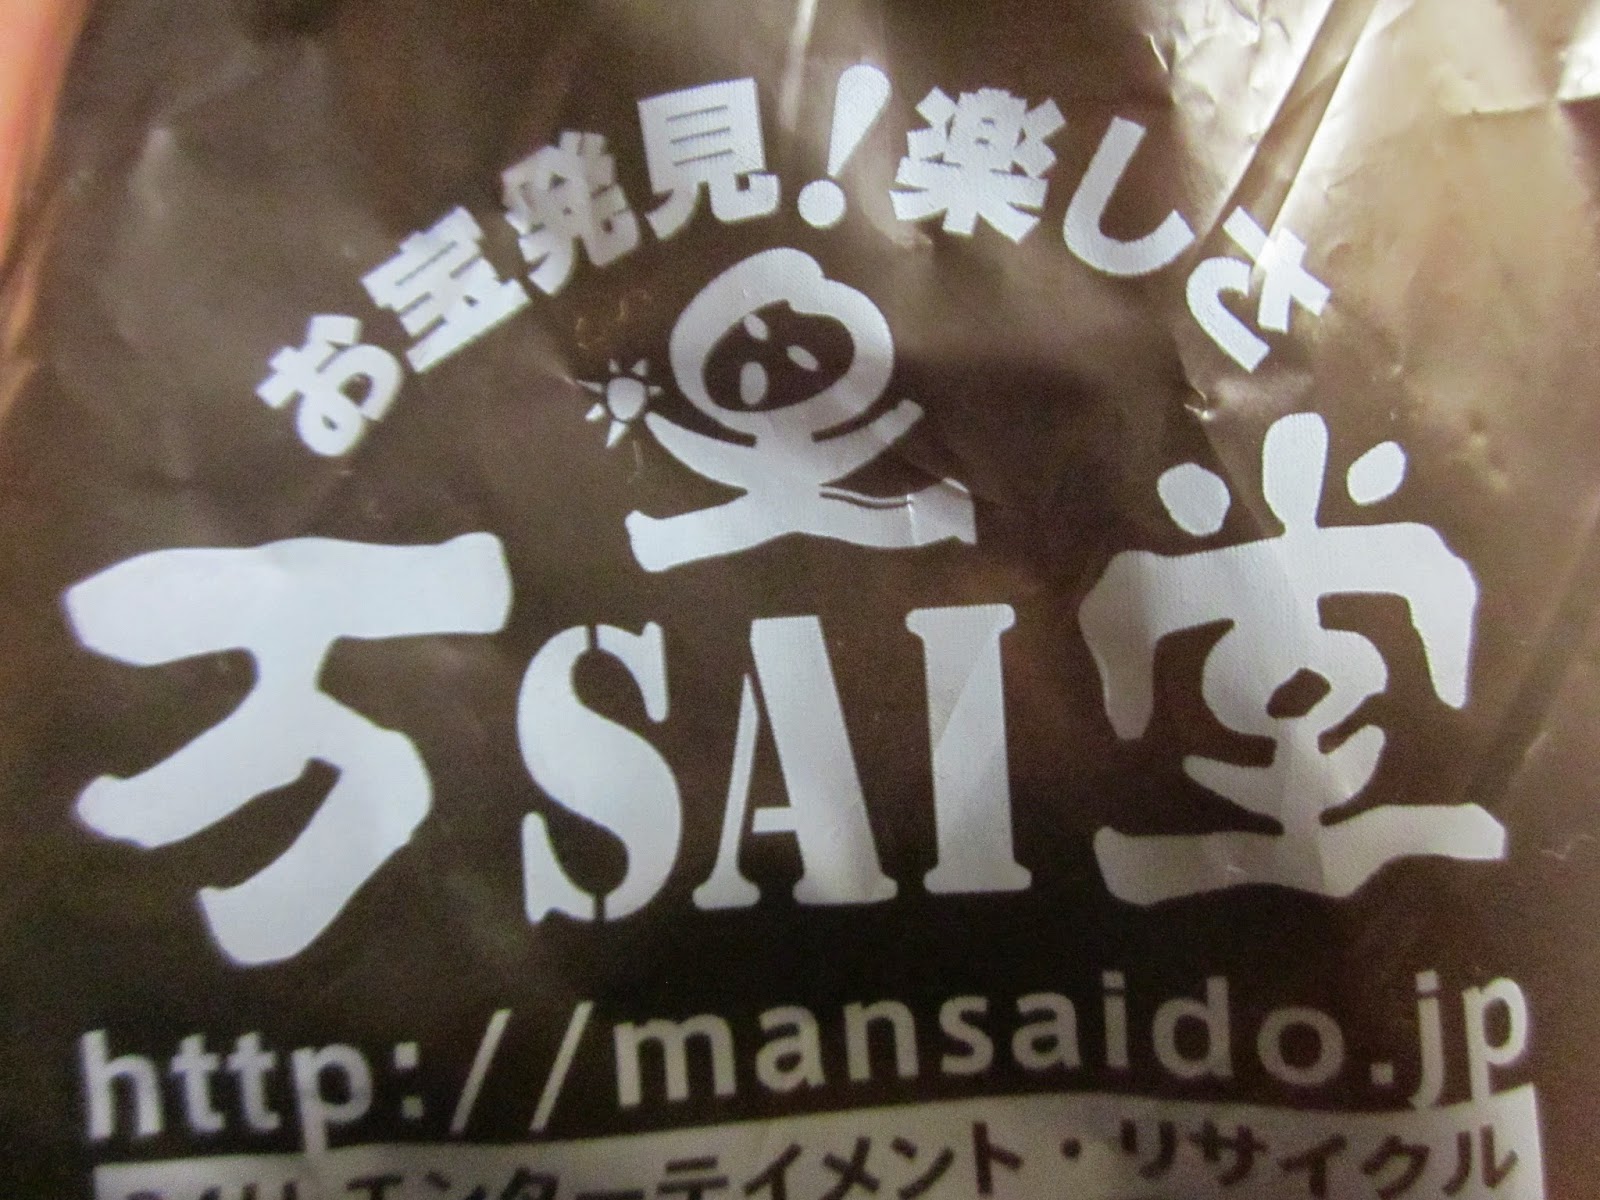 お宝発見!楽しさ
万SAI堂
http://mansaido.jp
24H エンターテイメント・リサイクル